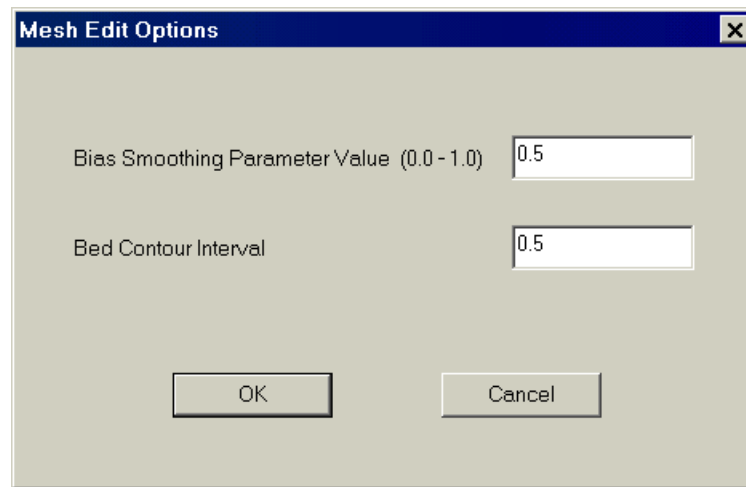 Mesh Edit Options
Bias Smoothing Parameter Value (0.0 - 1.0) 0.5
Bed Contour Interval 0.5
OK Cancel